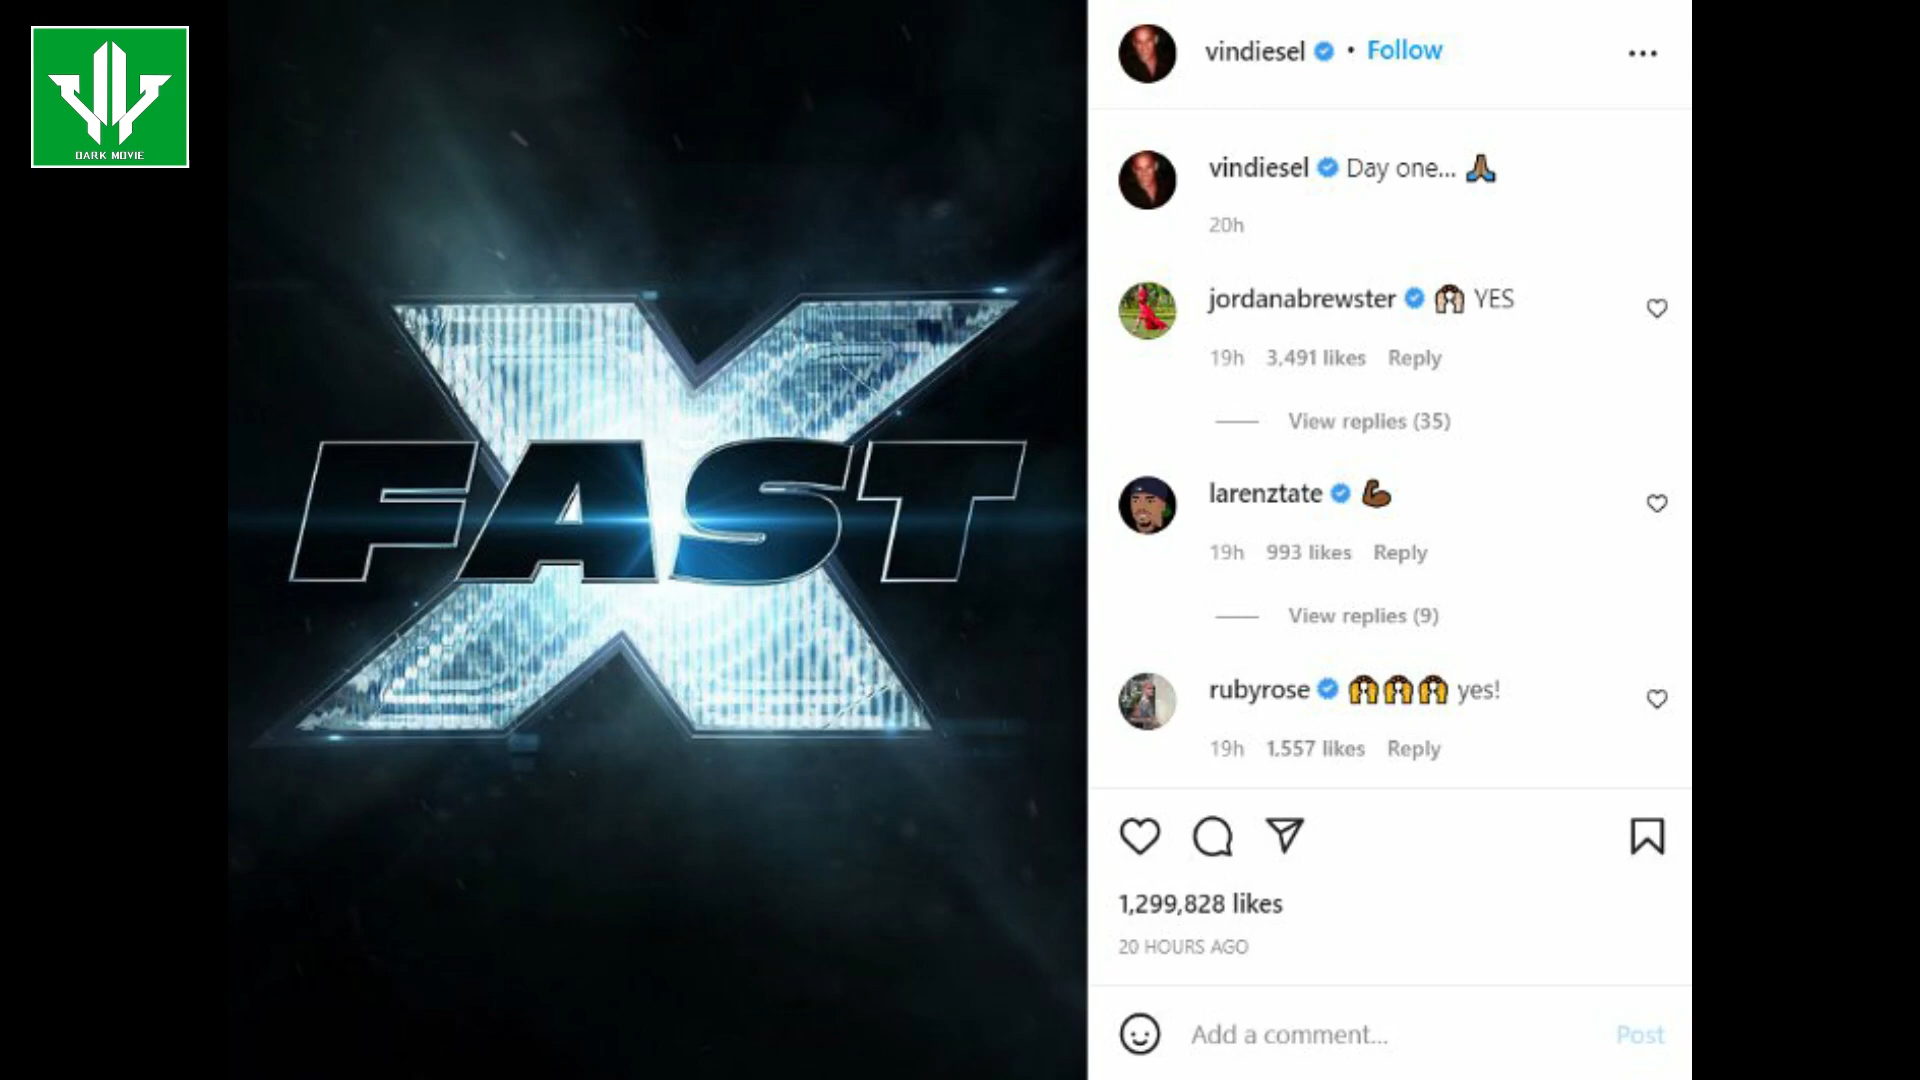 DARK MOVIE
FAST
X
vindiesel • Follow
vindiesel Day one... 🙏🏾
20h
jordanabrewster 🙌🏻 YES
19h 3,491 likes Reply
View replies (35)
larenztate 💪🏾
19h 993 likes Reply
View replies (9)
rubyrose 🙌🙌🙌 yes!
19h 1,557 likes Reply
1,299,828 likes
20 HOURS AGO
Add a comment... Post